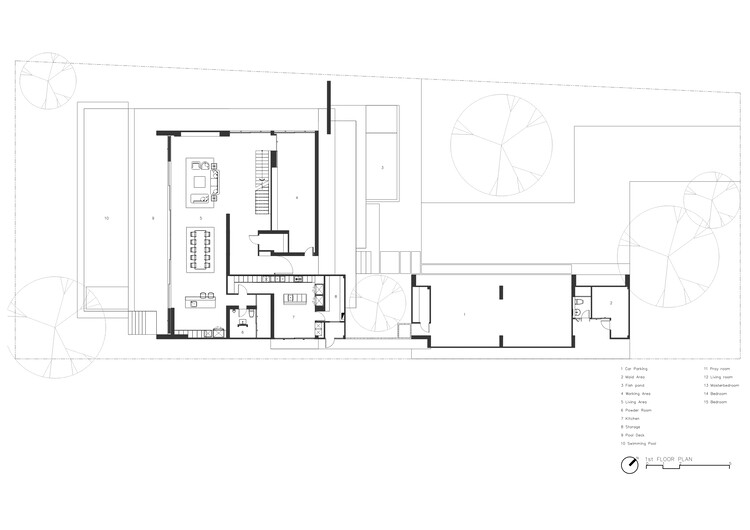 3
4
10
5
8
2
1
7
6
1 Car Parking
2 Maid Area
3 Fish pond
4 Working Area
5 Living Area
6 Powder Room
7 Kitchen
8 Storage
9 Pool Deck
10 Swimming Pool
11 Pray room
12 Living room
13 Masterbedroom
14 Bedroom
15 Bedroom
1st FLOOR PLAN